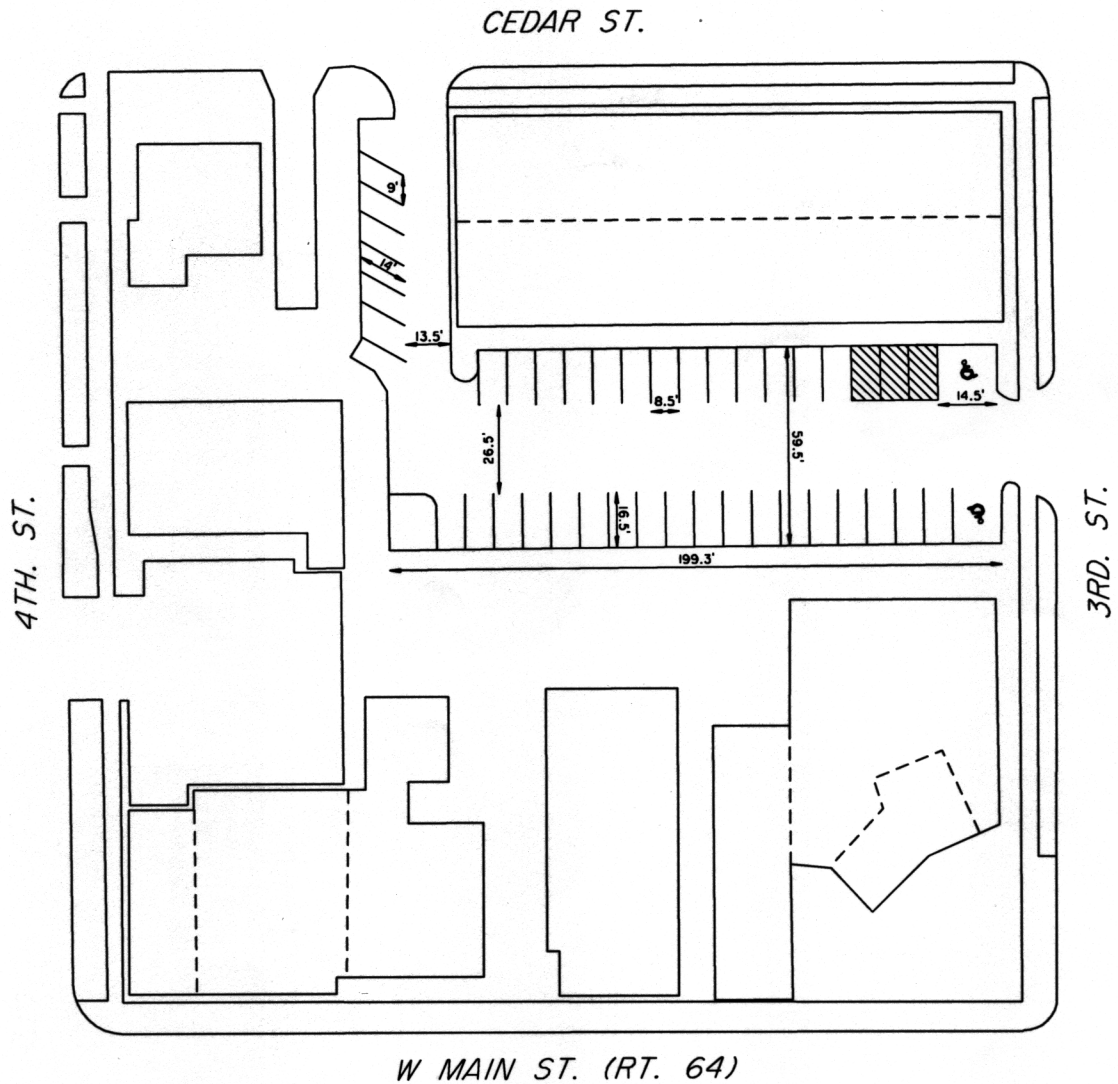 CEDAR ST.
9'
14'
13.5'
8.5'
14.5'
26.5'
59.5'
16.5'
199.3'
4TH. ST.
3RD. ST.
W MAIN ST. (RT. 64)